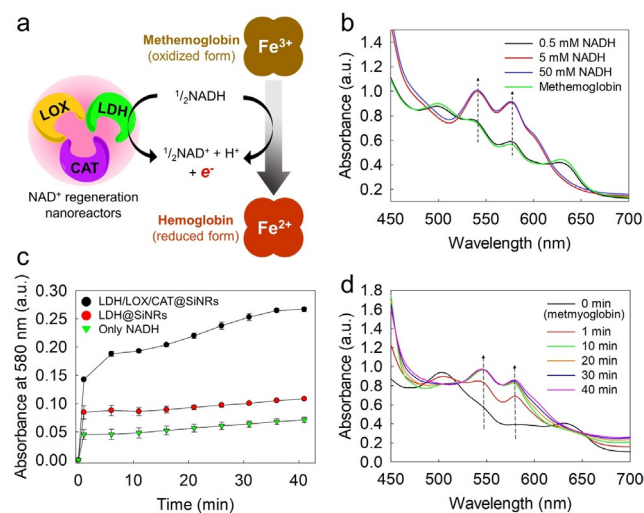 a
Methemoglobin
(oxidized form)
Fe³⁺
LOX
LDH
CAT
NAD⁺ regeneration
nanoreactors
¹/₂NADH
¹/₂NAD⁺ + H⁺
+ e⁻
Hemoglobin
(reduced form)
Fe²⁺
b
Absorbance (a.u.)
1.4
1.2
1.0
0.8
0.6
0.4
0.2
0.5 mM NADH
5 mM NADH
50 mM NADH
Methemoglobin
450 500 550 600 650 700
Wavelength (nm)
c
Absorbance at 580 nm (a.u.)
0.30
0.25
0.20
0.15
0.10
0.05
0.00
LDH/LOX/CAT@SiNRs
LDH@SiNRs
Only NADH
0 10 20 30 40
Time (min)
d
Absorbance (a.u.)
1.8
1.6
1.4
1.2
1.0
0.8
0.6
0.4
0.2
0.0
0 min
(metmyoglobin)
1 min
10 min
20 min
30 min
40 min
450 500 550 600 650 700
Wavelength (nm)